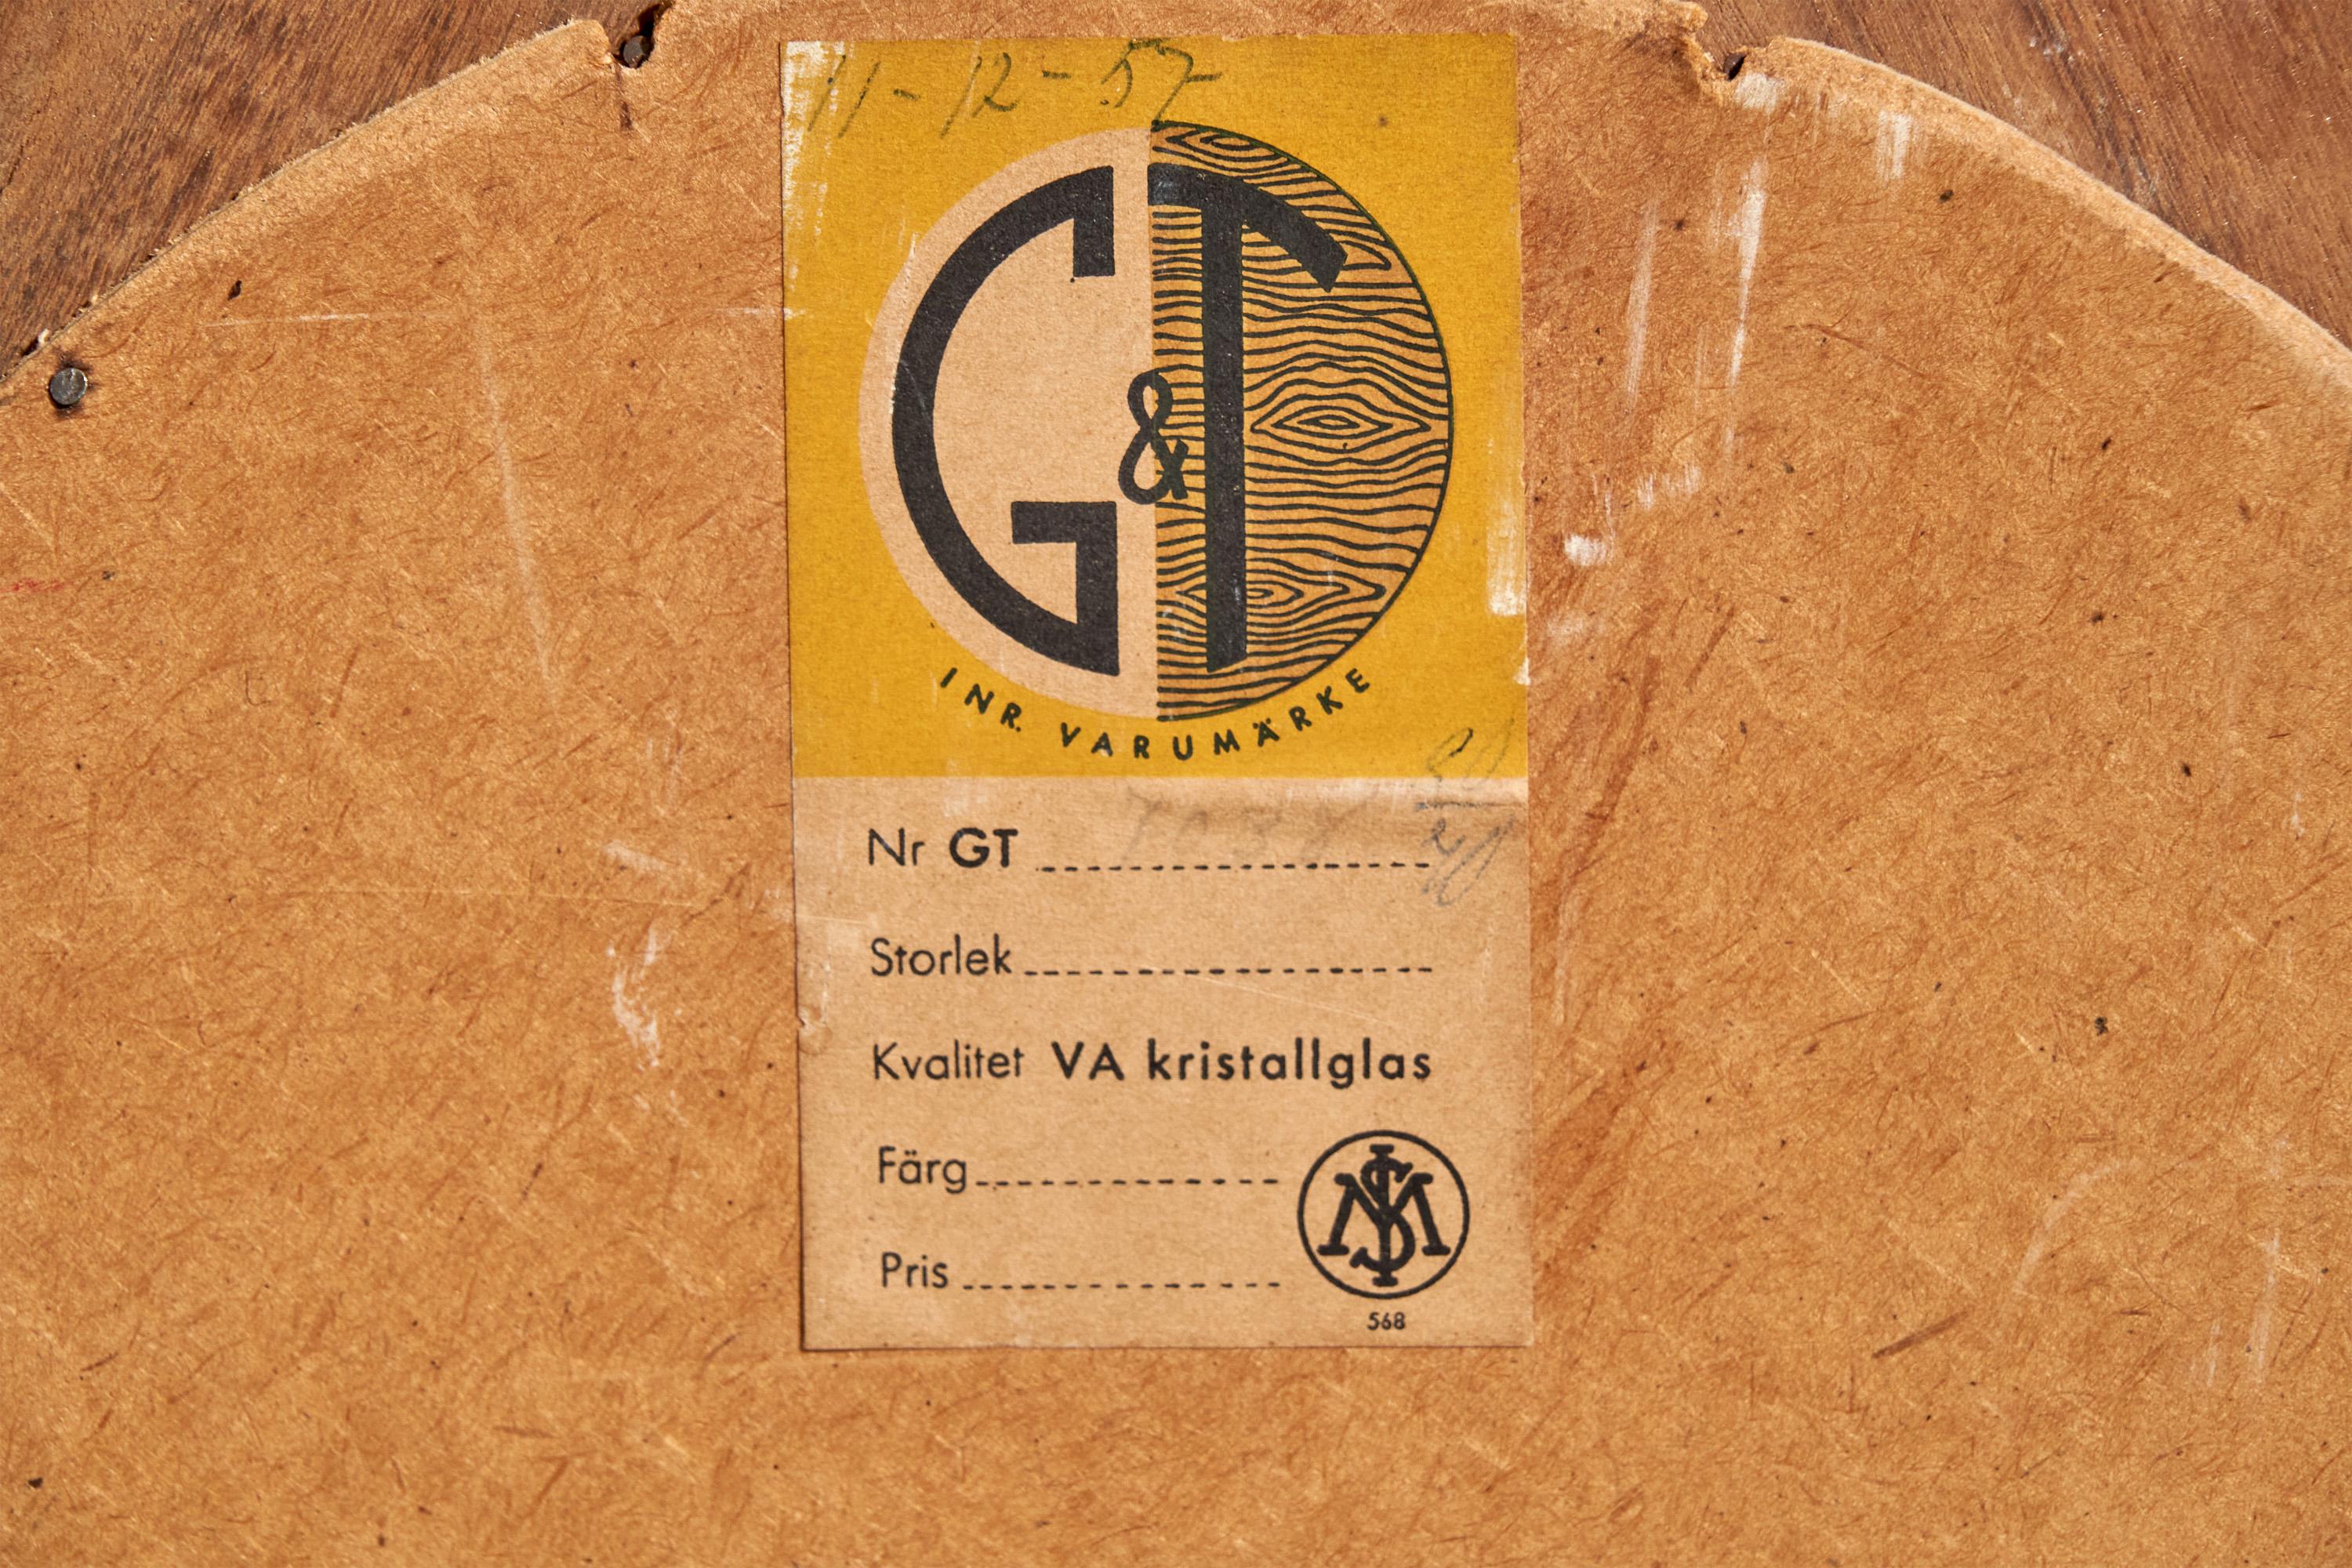 11-12-57
G&T
INR. VARUMÄRKE
Nr GT
Storlek
Kvalitet VA kristallglas
Färg
Pris
568